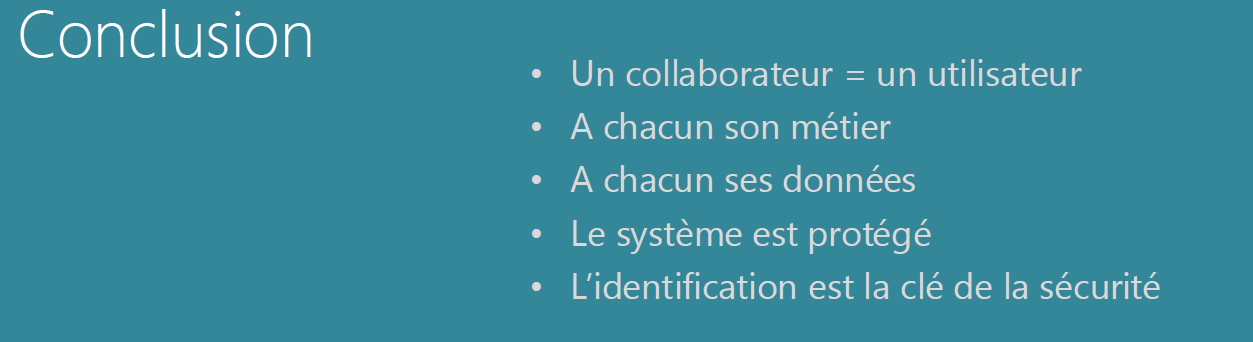 Conclusion
• Un collaborateur = un utilisateur
• A chacun son métier
• A chacun ses données
• Le système est protégé
• L’identification est la clé de la sécurité